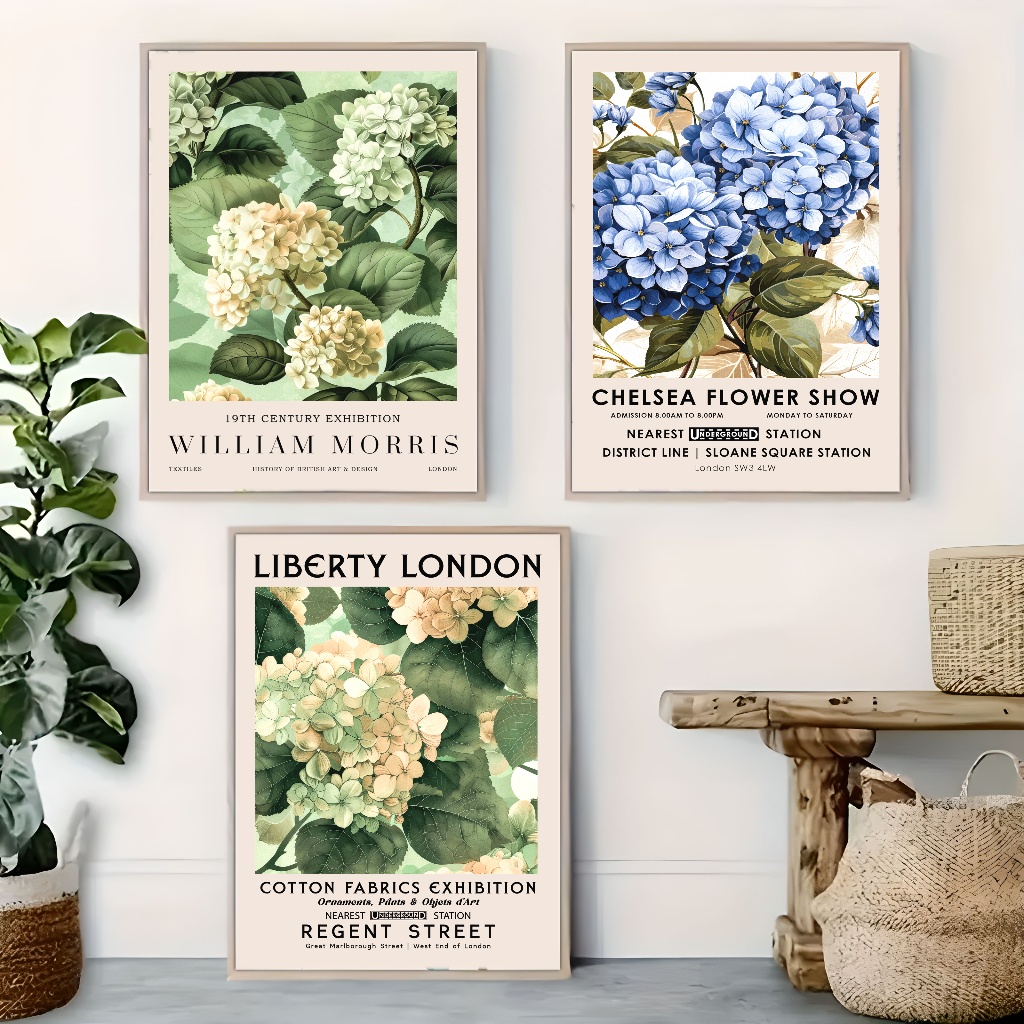 19TH CENTURY EXHIBITION
WILLIAM MORRIS
TEXTILES HISTORY OF BRITISH ART & DESIGN LONDON
CHELSEA FLOWER SHOW
ADMISSION 8.00AM TO 8.00PM MONDAY TO SATURDAY
NEAREST UNDERGROUND STATION
DISTRICT LINE | SLOANE SQUARE STATION
London SW3 4LW
LIBERTY LONDON
COTTON FABRICS EXHIBITION
Ornaments, Prints & Objets d'Art
NEAREST UNDERGROUND STATION
REGENT STREET
Great Marlborough Street | West End of London